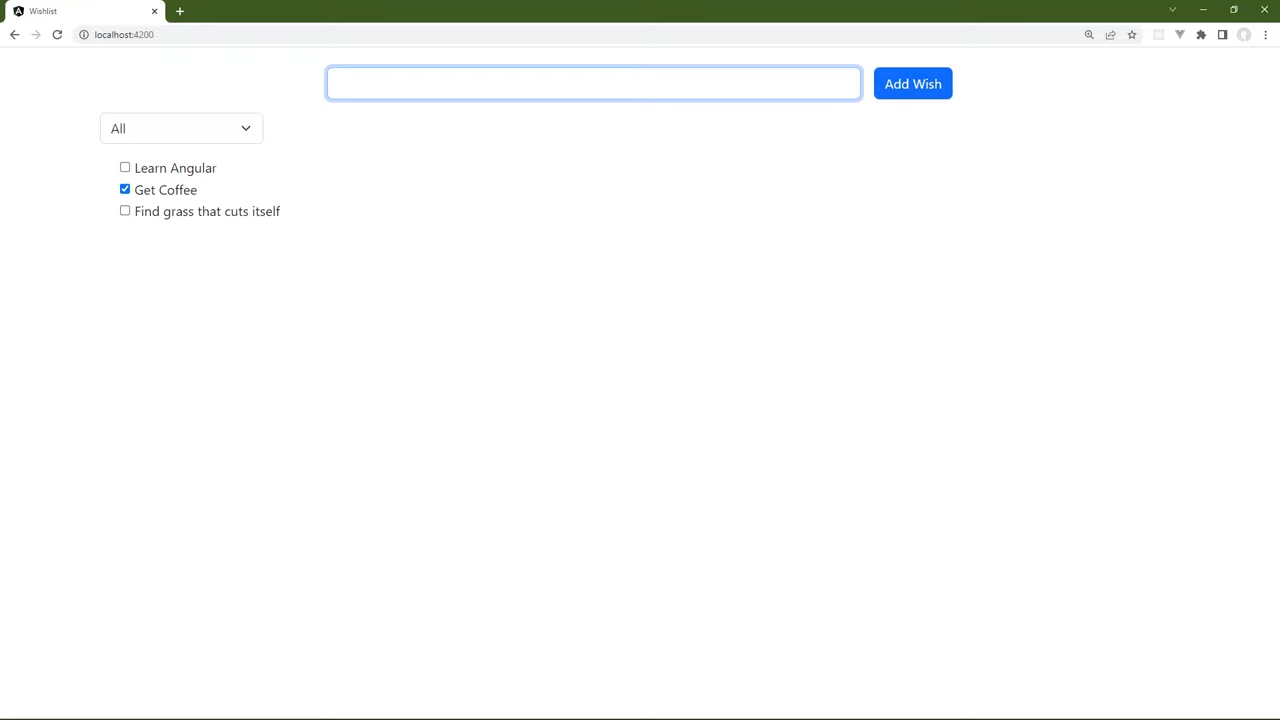 Wishlist
localhost:4200
Add Wish
All
Learn Angular
Get Coffee
Find grass that cuts itself